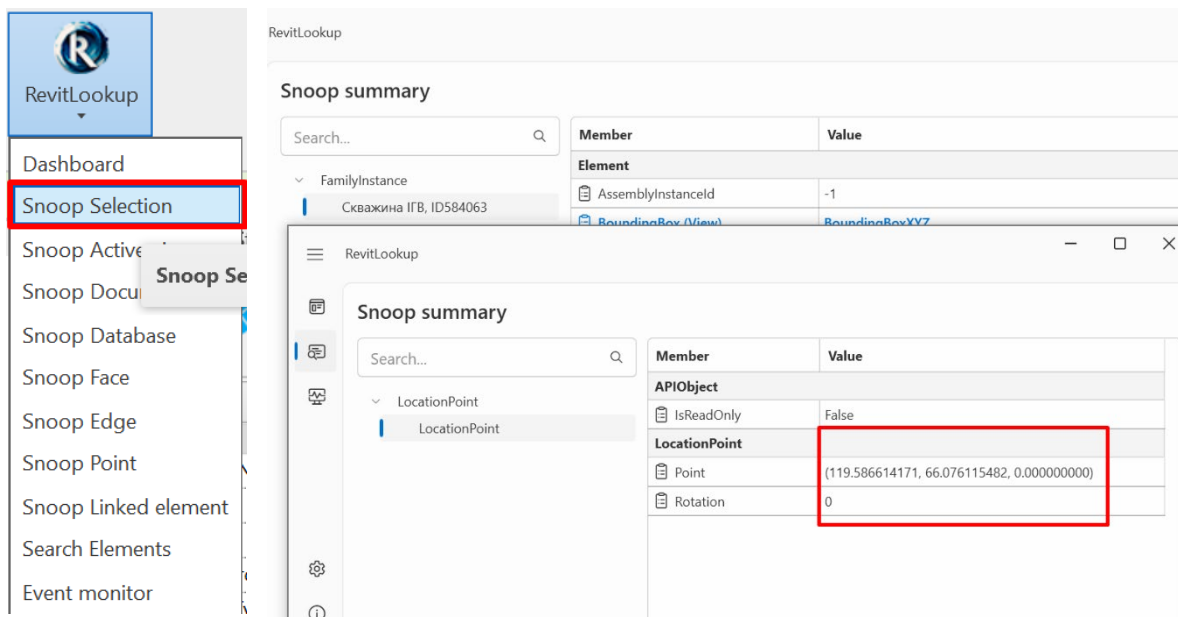 RevitLookup
Dashboard
Snoop Selection
Snoop Active
Snoop Se
Snoop Docu
Snoop Database
Snoop Face
Snoop Edge
Snoop Point
Snoop Linked element
Search Elements
Event monitor
RevitLookup
Snoop summary
Search...
Member Value
Element
FamilyInstance
AssemblyInstanceId -1
Скважина ІГВ, ID584063
BoundingBox (View) BoundingBoxXYZ
RevitLookup
Snoop summary
Search...
Member Value
APIObject
LocationPoint
IsReadOnly False
LocationPoint
LocationPoint
Point (119.586614171, 66.076115482, 0.000000000)
Rotation 0